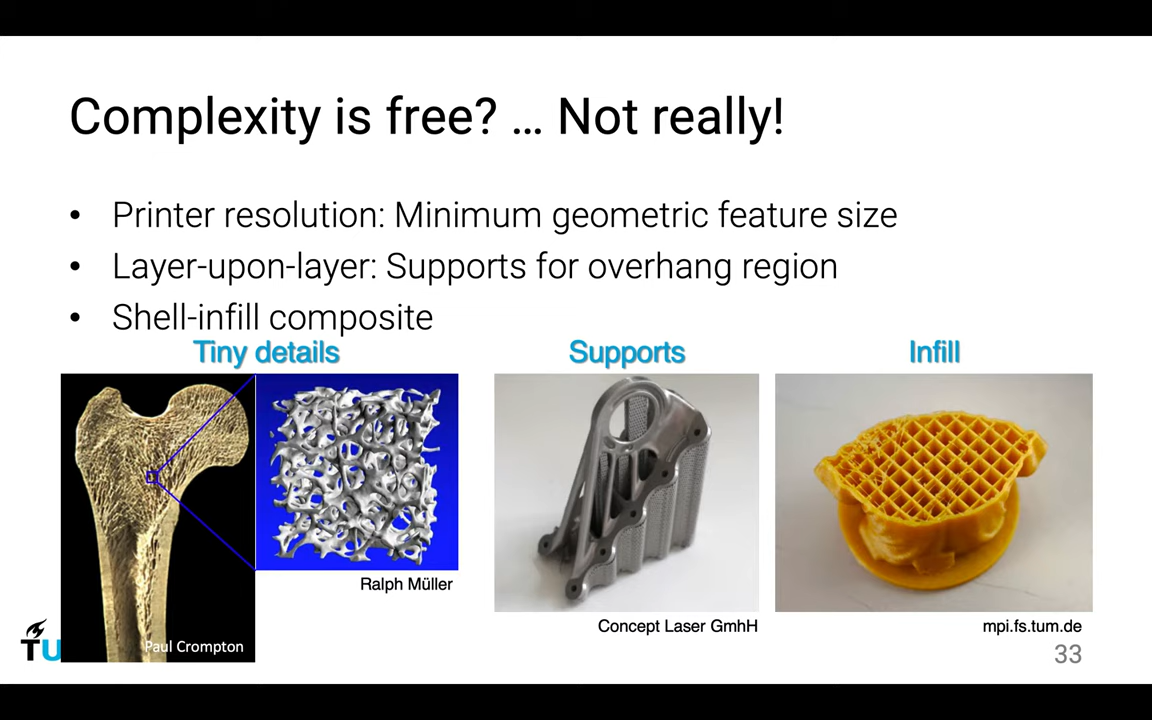 Complexity is free? ... Not really!
• Printer resolution: Minimum geometric feature size
• Layer-upon-layer: Supports for overhang region
• Shell-infill composite
Tiny details
Supports
Infill
Ralph Müller
Paul Crompton
Concept Laser GmhH
mpi.fs.tum.de
TU
33